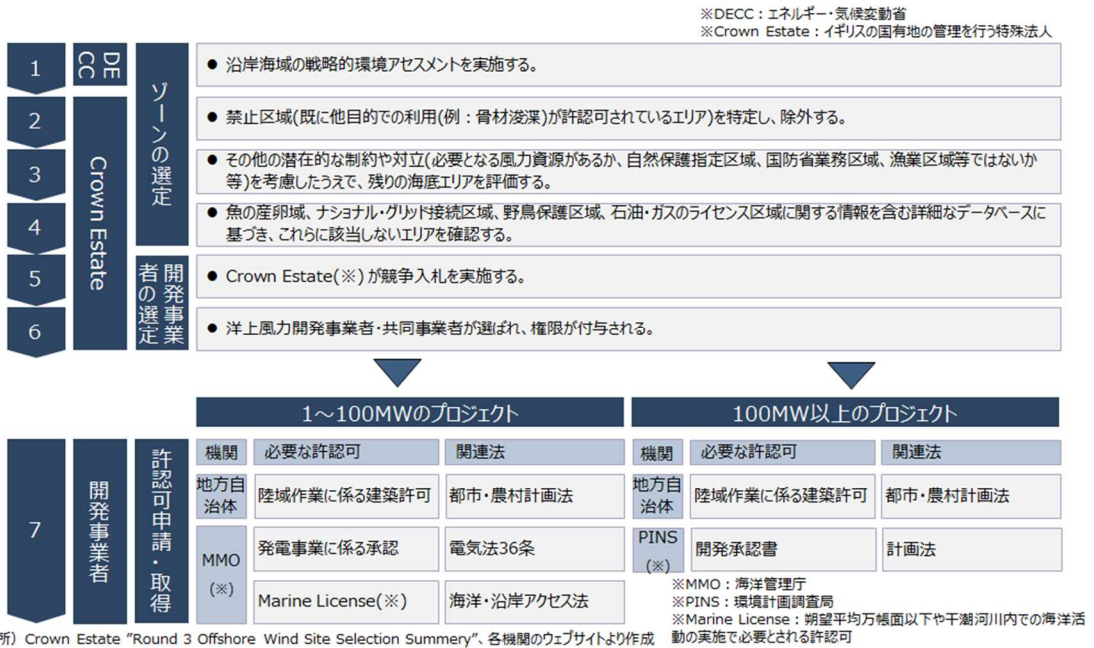 ※DECC：エネルギー・気候変動省
※Crown Estate：イギリスの国有地の管理を行う特殊法人
1
DECC
ゾーンの選定
● 沿岸海域の戦略的環境アセスメントを実施する。
2
Crown Estate
● 禁止区域(既に他目的での利用(例：骨材浚渫)が許認可されているエリア)を特定し、除外する。
3
● その他の潜在的な制約や対立(必要となる風力資源があるか、自然保護指定区域、国防省業務区域、漁業区域等ではないか
等)を考慮したうえで、残りの海底エリアを評価する。
4
● 魚の産卵域、ナショナル・グリッド接続区域、野鳥保護区域、石油・ガスのライセンス区域に関する情報を含む詳細なデータベースに
基づき、これらに該当しないエリアを確認する。
5
開発事業者の選定
● Crown Estate(※)が競争入札を実施する。
6
● 洋上風力開発事業者・共同事業者が選ばれ、権限が付与される。
7
開発事業者
許認可申請・取得
1～100MWのプロジェクト
機関 必要な許認可 関連法
地方自治体 陸域作業に係る建築許可 都市・農村計画法
MMO(※) 発電事業に係る承認 電気法36条
Marine License(※) 海洋・沿岸アクセス法
100MW以上のプロジェクト
機関 必要な許認可 関連法
地方自治体 陸域作業に係る建築許可 都市・農村計画法
PINS(※) 開発承認書 計画法
※MMO：海洋管理庁
※PINS：環境計画調査局
※Marine License：朔望平均万帳面以下や干潮河川内での海洋活
動の実施で必要とされる許認可
所）Crown Estate "Round 3 Offshore Wind Site Selection Summery"、各機関のウェブサイトより作成